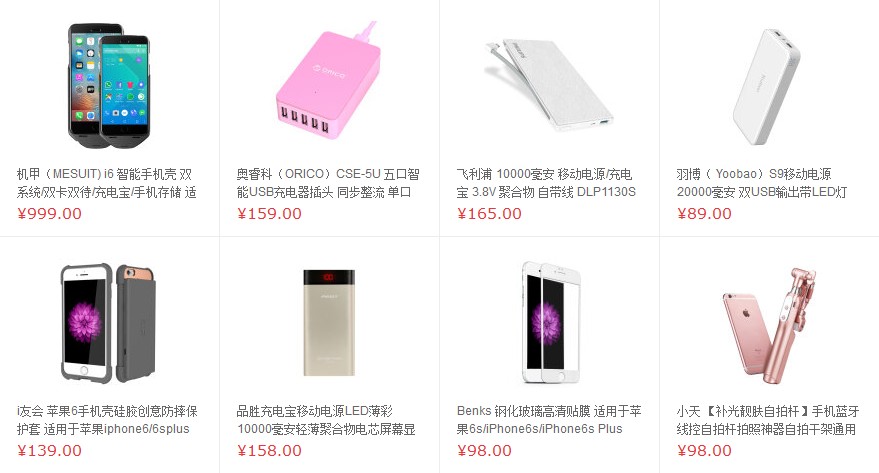 ORICO
机甲（MESUIT) i6 智能手机壳 双
系统/双卡双待/充电宝/手机存储 适
¥999.00
奥睿科（ORICO）CSE-5U 五口智
能USB充电器插头 同步整流 单口
¥159.00
飞利浦 10000毫安 移动电源/充电
宝 3.8V 聚合物 自带线 DLP1130S
¥165.00
羽博（ Yoobao）S9移动电源
20000毫安 双USB输出带LED灯
¥89.00
100
i友会 苹果6手机壳硅胶创意防摔保
护套 适用于苹果iphone6/6splus
¥139.00
品胜充电宝移动电源LED薄彩
10000毫安轻薄聚合物电芯屏幕显
¥158.00
Benks 钢化玻璃高清贴膜 适用于苹
果6s/iPhone6s/iPhone6s Plus
¥98.00
小天 【补光靓肤自拍杆】手机蓝牙
线控自拍杆拍照神器自拍干架通用
¥98.00